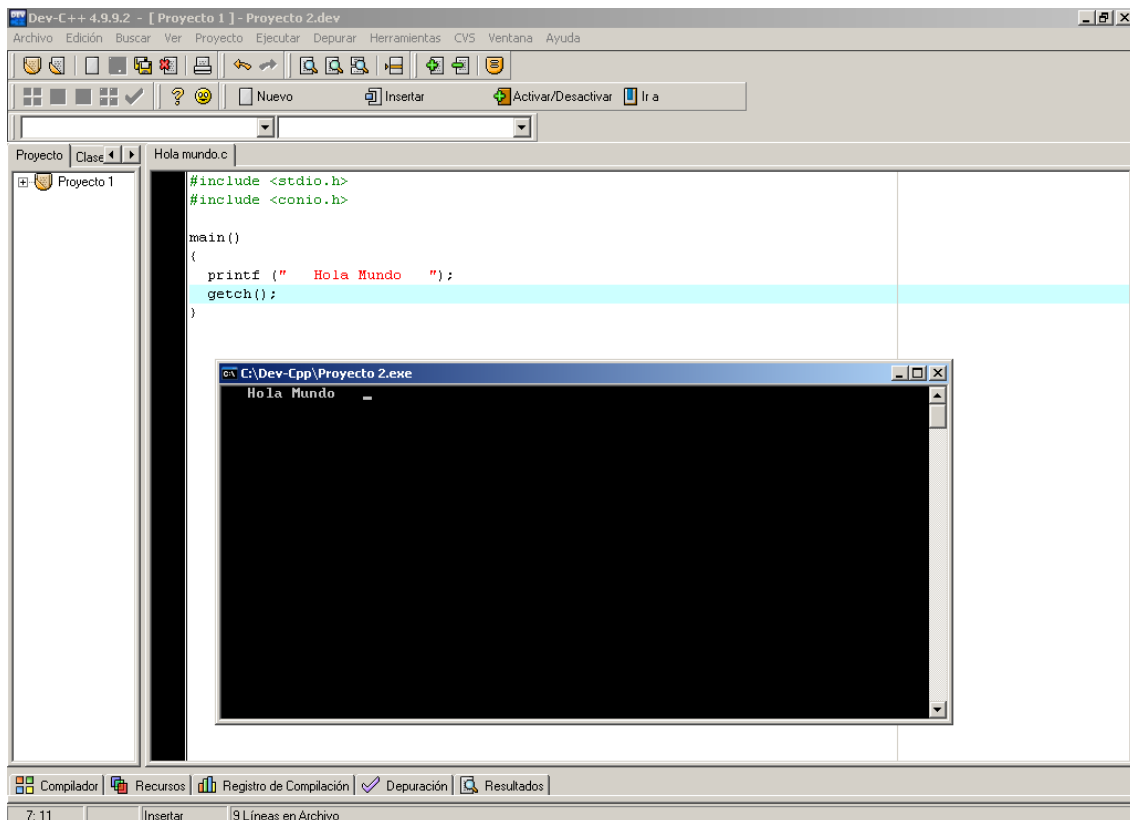 Dev-C++ 4.9.9.2 - [ Proyecto 1 ] - Proyecto 2.dev
Archivo Edición Buscar Ver Proyecto Ejecutar Depurar Herramientas CVS Ventana Ayuda
Nuevo Insertar Activar/Desactivar Ir a
Proyecto Clase Hola mundo.c
Proyecto 1
#include <stdio.h>
#include <conio.h>
main()
{
printf ("   Hola Mundo   ");
getch();
}
C:\Dev-Cpp\Proyecto 2.exe
Hola Mundo _
Compilador Recursos Registro de Compilación Depuración Resultados
7: 11 Insertar 9 Líneas en Archivo